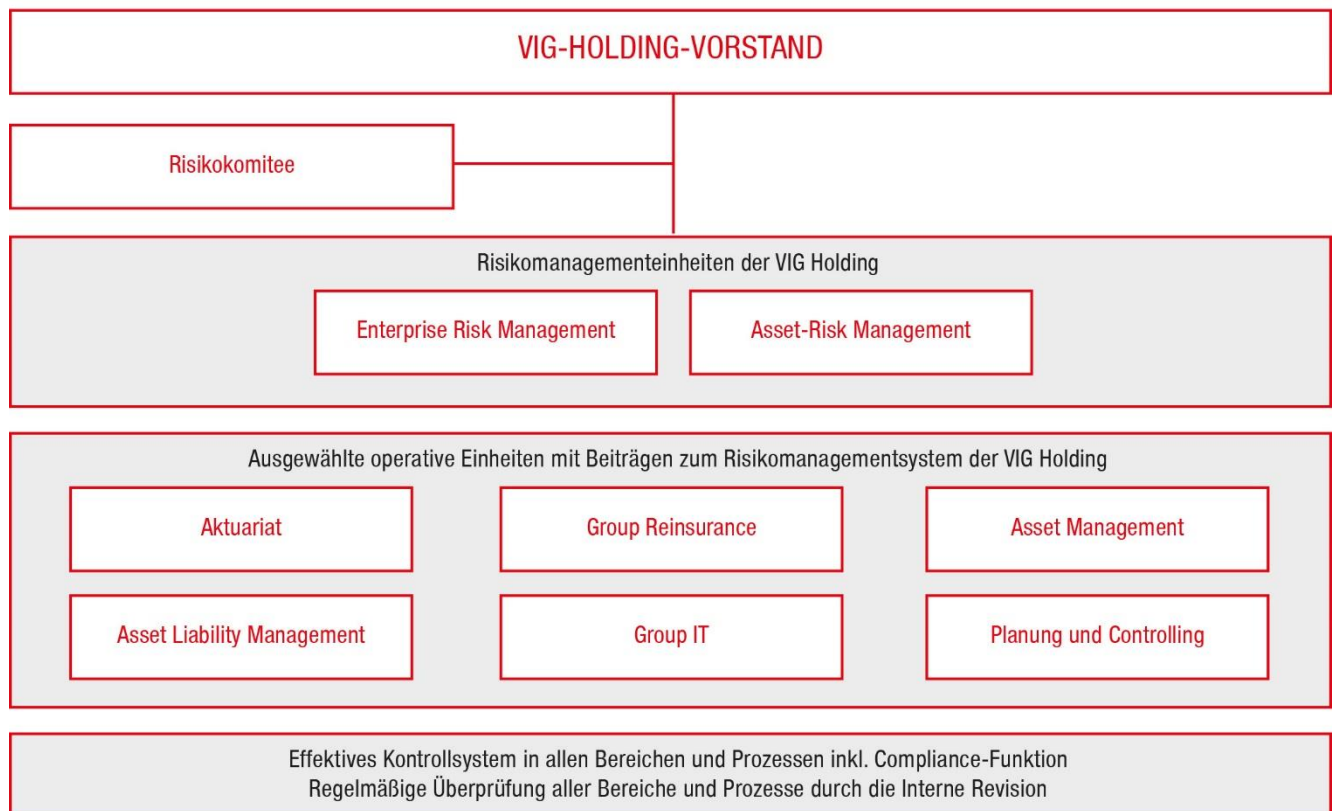 VIG-HOLDING-VORSTAND
Risikokomitee
Risikomanagementeinheiten der VIG Holding
Enterprise Risk Management
Asset-Risk Management
Ausgewählte operative Einheiten mit Beiträgen zum Risikomanagementsystem der VIG Holding
Aktuariat
Group Reinsurance
Asset Management
Asset Liability Management
Group IT
Planung und Controlling
Effektives Kontrollsystem in allen Bereichen und Prozessen inkl. Compliance-Funktion
Regelmäßige Überprüfung aller Bereiche und Prozesse durch die Interne Revision